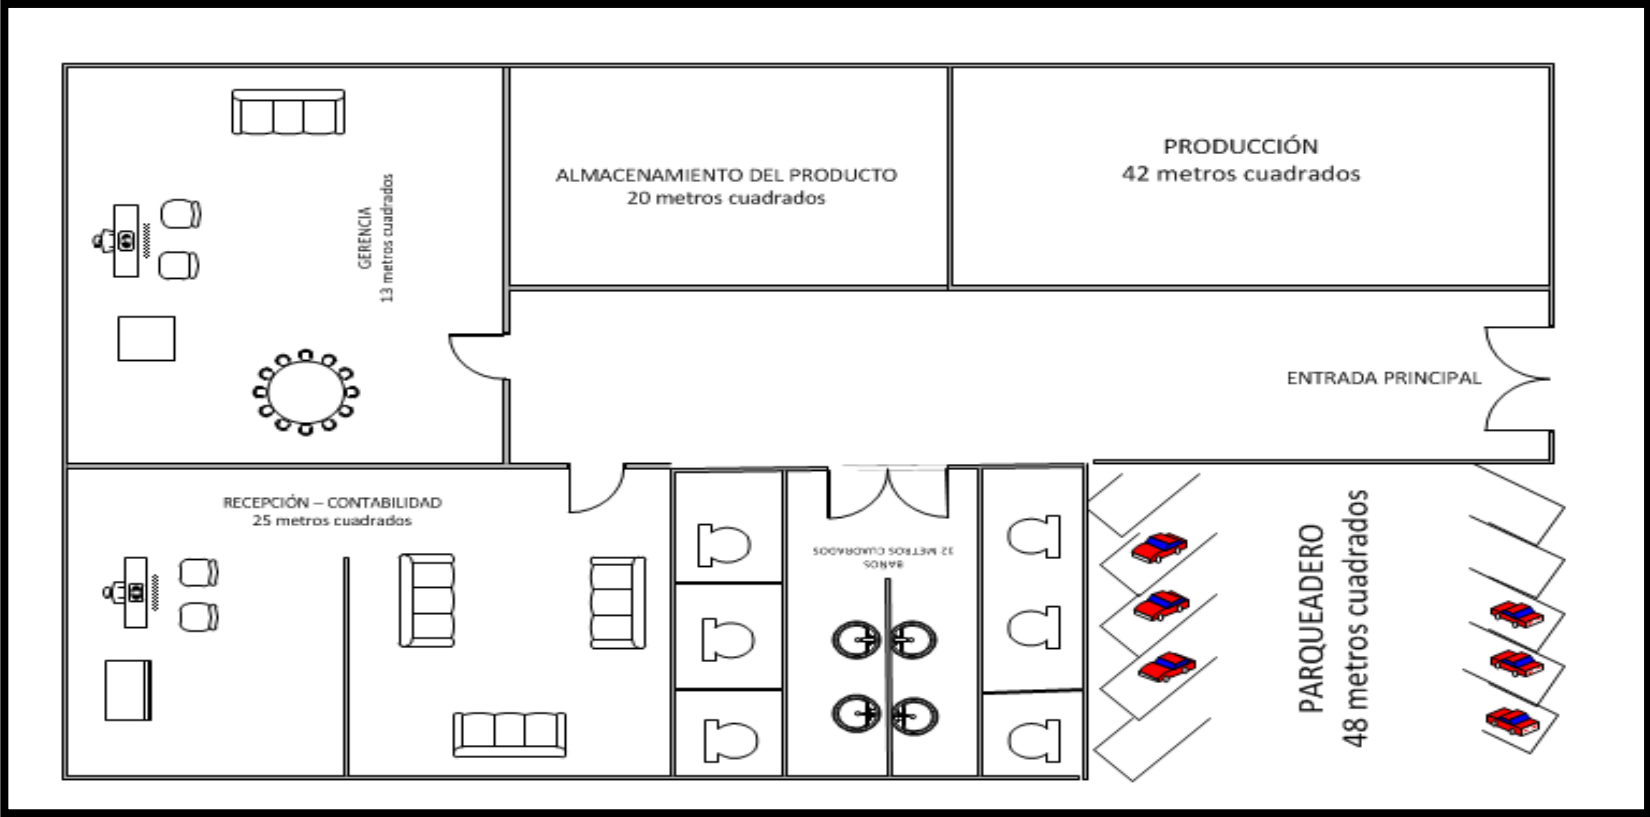 PRODUCCIÓN
42 metros cuadrados
ALMACENAMIENTO DEL PRODUCTO
20 metros cuadrados
GERENCIA
13 metros cuadrados
ENTRADA PRINCIPAL
RECEPCIÓN – CONTABILIDAD
25 metros cuadrados
BAÑOS
12 METROS CUADRADOS
PARQUEADERO
48 metros cuadrados